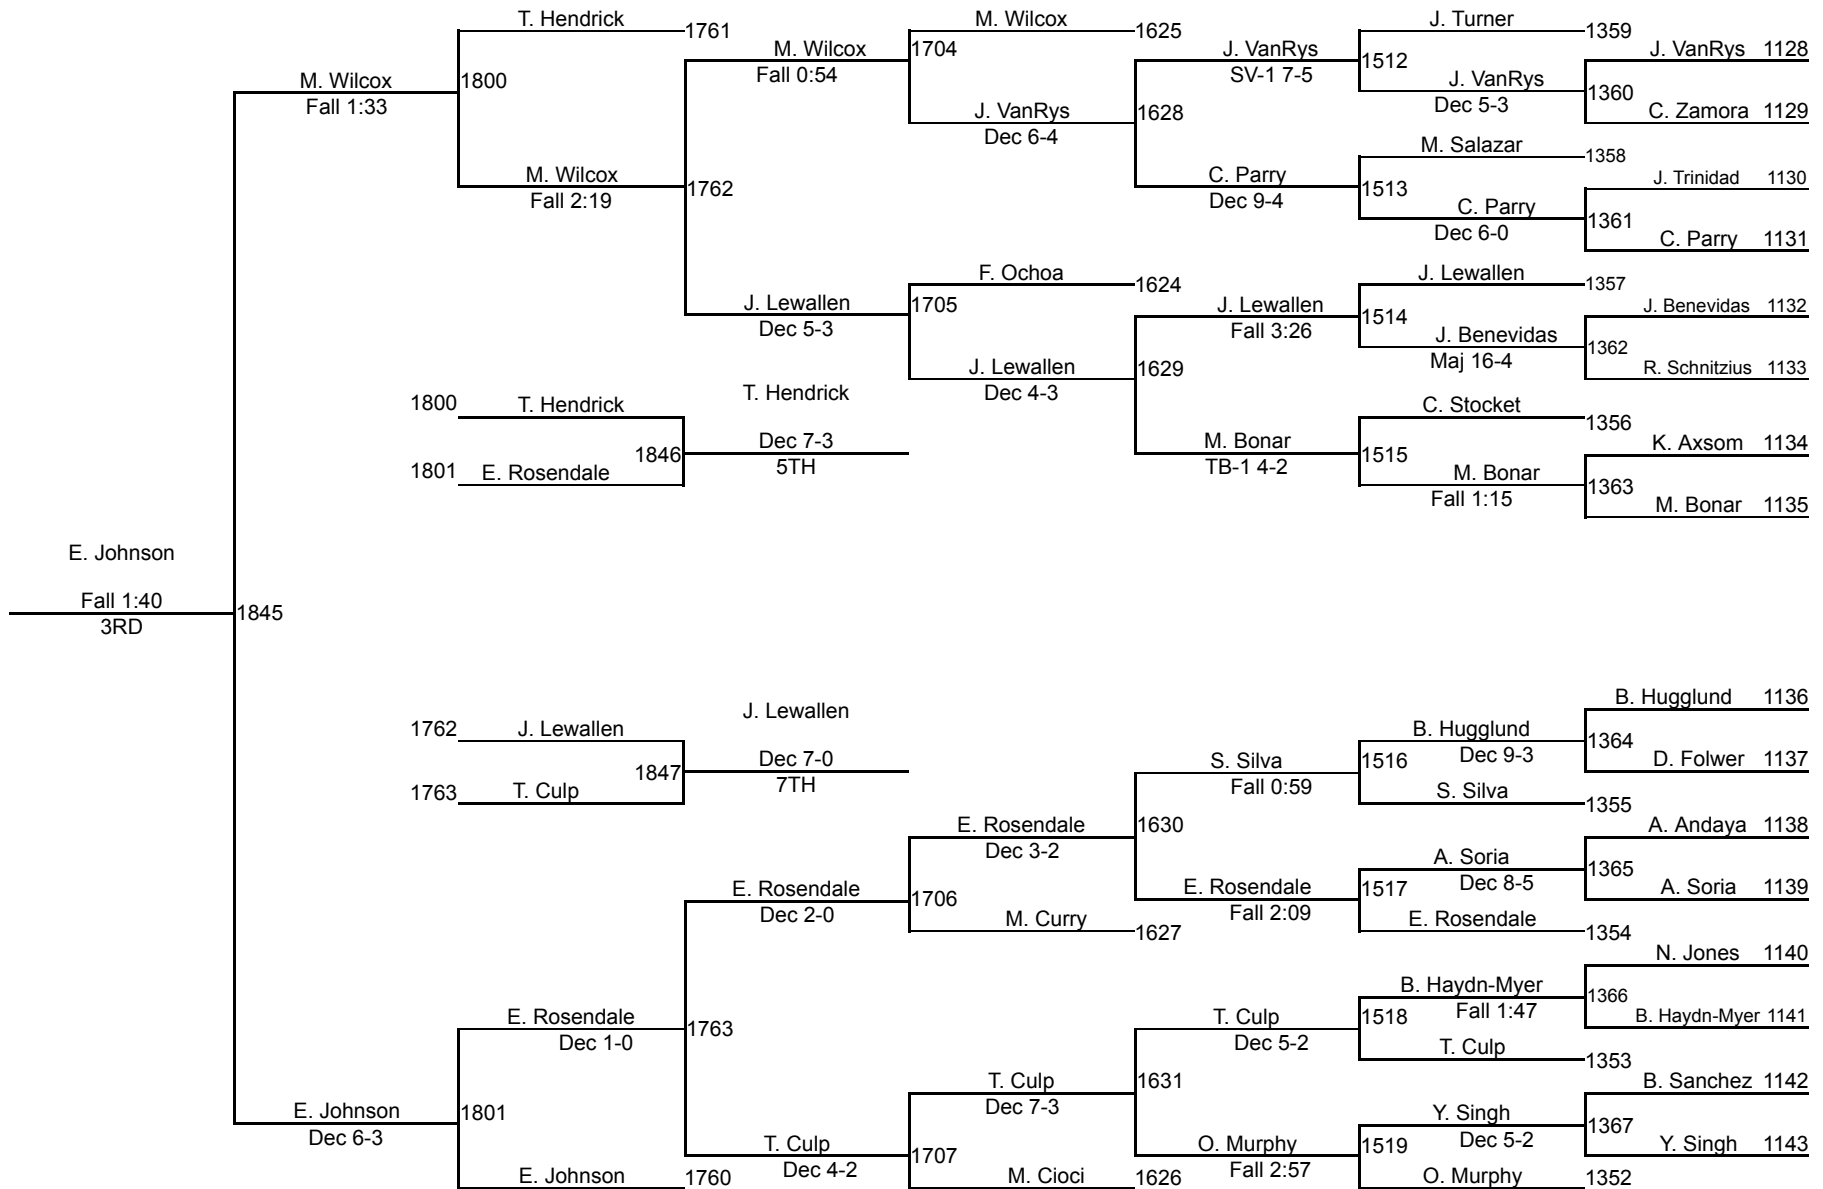 T. Hendrick
1761
M. Wilcox
1625
J. Turner
1359
M. Wilcox
Fall 1:33
1800
M. Wilcox
Fall 0:54
1704
J. VanRys
SV-1 7-5
1512
J. VanRys 1128
J. VanRys
Dec 5-3
1360
C. Zamora 1129
J. VanRys
Dec 6-4
1628
M. Salazar
1358
M. Wilcox
Fall 2:19
1762
C. Parry
Dec 9-4
1513
J. Trinidad 1130
C. Parry
Dec 6-0
1361
C. Parry 1131
F. Ochoa
1624
J. Lewallen
1357
J. Lewallen
Dec 5-3
1705
J. Lewallen
Fall 3:26
1514
J. Benevidas 1132
J. Benevidas
Maj 16-4
1362
R. Schnitzius 1133
J. Lewallen
Dec 4-3
1629
1800
T. Hendrick
T. Hendrick
C. Stocket
1356
1846
Dec 7-3
5TH
M. Bonar
TB-1 4-2
1515
K. Axsom 1134
1801
E. Rosendale
M. Bonar
Fall 1:15
1363
M. Bonar 1135
E. Johnson
Fall 1:40
3RD
1845
1762
J. Lewallen
J. Lewallen
B. Hugglund 1136
1847
Dec 7-0
7TH
S. Silva
Fall 0:59
1516
B. Hugglund
Dec 9-3
1364
D. Folwer 1137
1763
T. Culp
S. Silva
1355
E. Rosendale
Dec 3-2
1630
A. Andaya 1138
E. Rosendale
Dec 2-0
1706
E. Rosendale
Fall 2:09
1517
A. Soria
Dec 8-5
1365
A. Soria 1139
M. Curry
1627
E. Rosendale
1354
N. Jones 1140
E. Rosendale
Dec 1-0
1763
T. Culp
Dec 5-2
1518
B. Haydn-Myer
Fall 1:47
1366
B. Haydn-Myer 1141
T. Culp
1353
T. Culp
Dec 7-3
1631
B. Sanchez 1142
E. Johnson
Dec 6-3
1801
T. Culp
Dec 4-2
1707
O. Murphy
Fall 2:57
1519
Y. Singh
Dec 5-2
1367
Y. Singh 1143
E. Johnson
1760
M. Cioci
1626
O. Murphy
1352